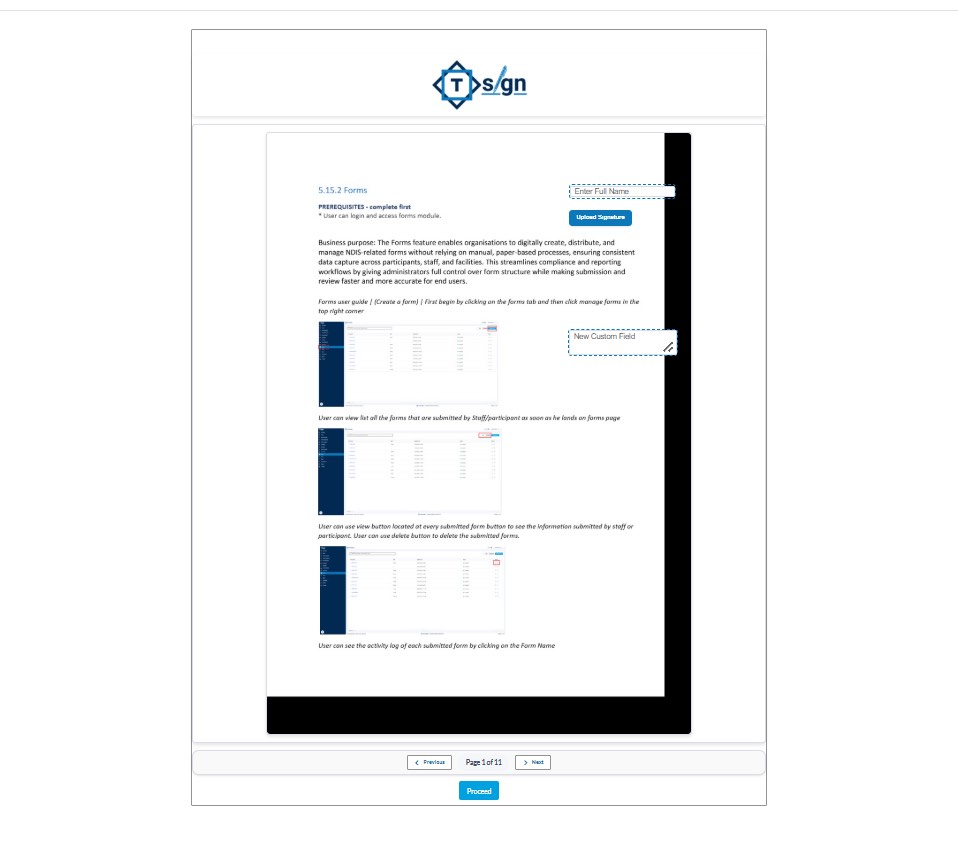 T sign
5.15.2 Forms
Enter Full Name
PREREQUISITES - complete first
* User can login and access forms module.
Upload Signature
Business purpose: The Forms feature enables organisations to digitally create, distribute, and
manage NDIS-related forms without relying on manual, paper-based processes, ensuring consistent
data capture across participants, staff, and facilities. This streamlines compliance and reporting
workflows by giving administrators full control over form structure while making submission and
review faster and more accurate for end users.
Forms user guide | (Create a form) | First begin by clicking on the forms tab and then click manage forms in the
top right corner
New Custom Field
User can view list all the forms that are submitted by Staff/participant as soon as he lands on forms page
User can use view button located at every submitted form button to see the information submitted by staff or
participant. User can use delete button to delete the submitted forms.
User can see the activity log of each submitted form by clicking on the Form Name
Previous
Page 1 of 11
Next
Proceed